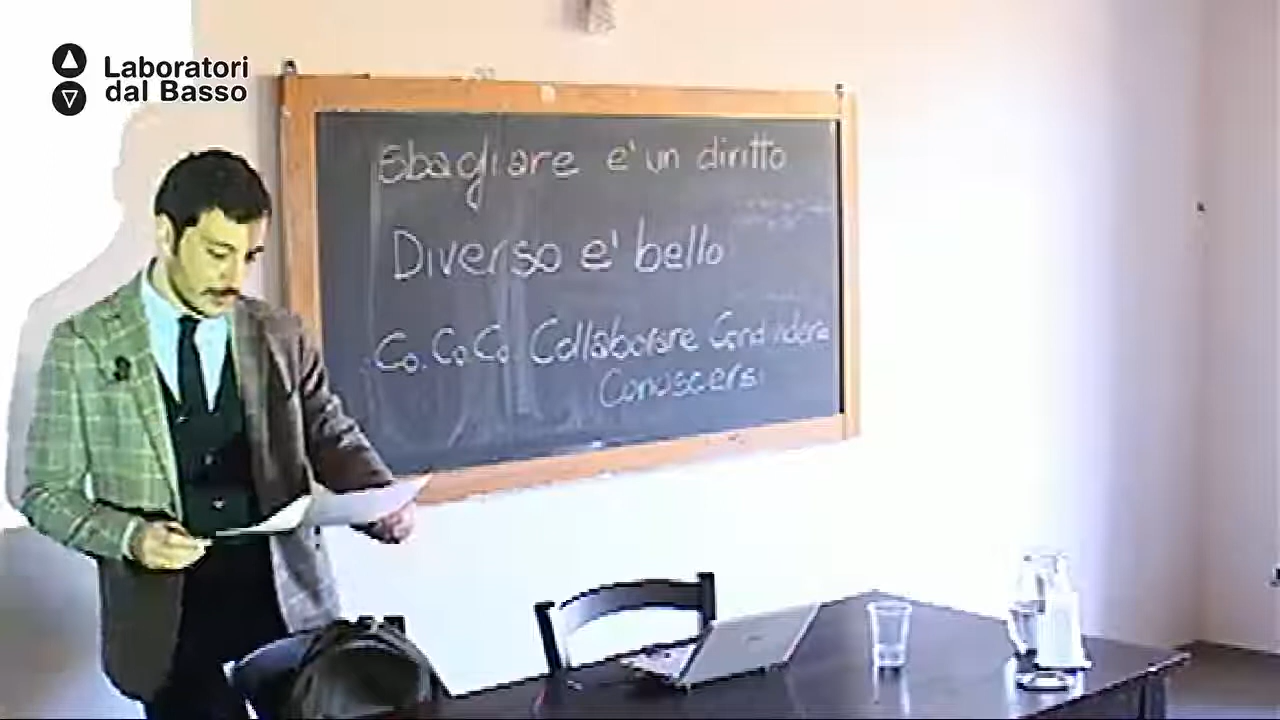 Laboratori
dal Basso
Sbagliare e' un diritto
Diverso e' bello
Co. Co Co. Collaborare Condividere
Conoscersi